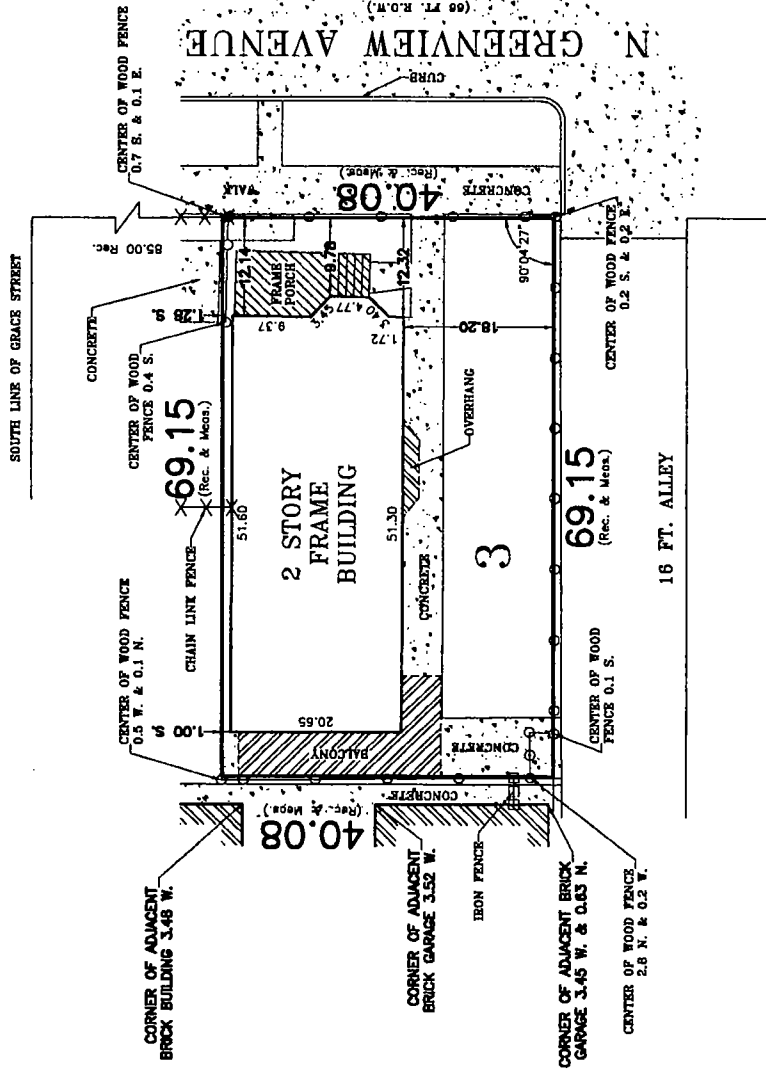 SOUTH LINE OF GRACE STREET
(66 FT. R.O.W.)
N. GREENVIEW AVENUE
CURB
CENTER OF WOOD FENCE
0.7 S. & 0.1 E.
85.00 Rec.
CONCRETE
WALK
40.08
(Rec. & Meas.)
CONCRETE
CENTER OF WOOD
FENCE 0.4 S.
1.28 S.
12.14
FRAME
PORCH
9.78
12.32
9.37
3.45
4.77
3.40
1.72
18.20
90°04'27"
CENTER OF WOOD FENCE
0.2 S. & 0.2 E.
69.15
(Rec. & Meas.)
CHAIN LINK FENCE
51.60
2 STORY
FRAME
BUILDING
51.30
OVERHANG
CONCRETE
3
69.15
(Rec. & Meas.)
16 FT. ALLEY
CENTER OF WOOD FENCE
0.5 W. & 0.1 N.
1.00 S.
20.65
BALCONY
CONCRETE
CENTER OF WOOD
FENCE 0.1 S.
CONCRETE
40.08
(Rec. & Meas.)
CORNER OF ADJACENT
BRICK BUILDING 3.48 W.
CORNER OF ADJACENT
BRICK GARAGE 3.52 W.
IRON FENCE
CORNER OF ADJACENT BRICK
GARAGE 3.45 W. & 0.63 N.
CENTER OF WOOD FENCE
2.8 N. & 0.2 W.